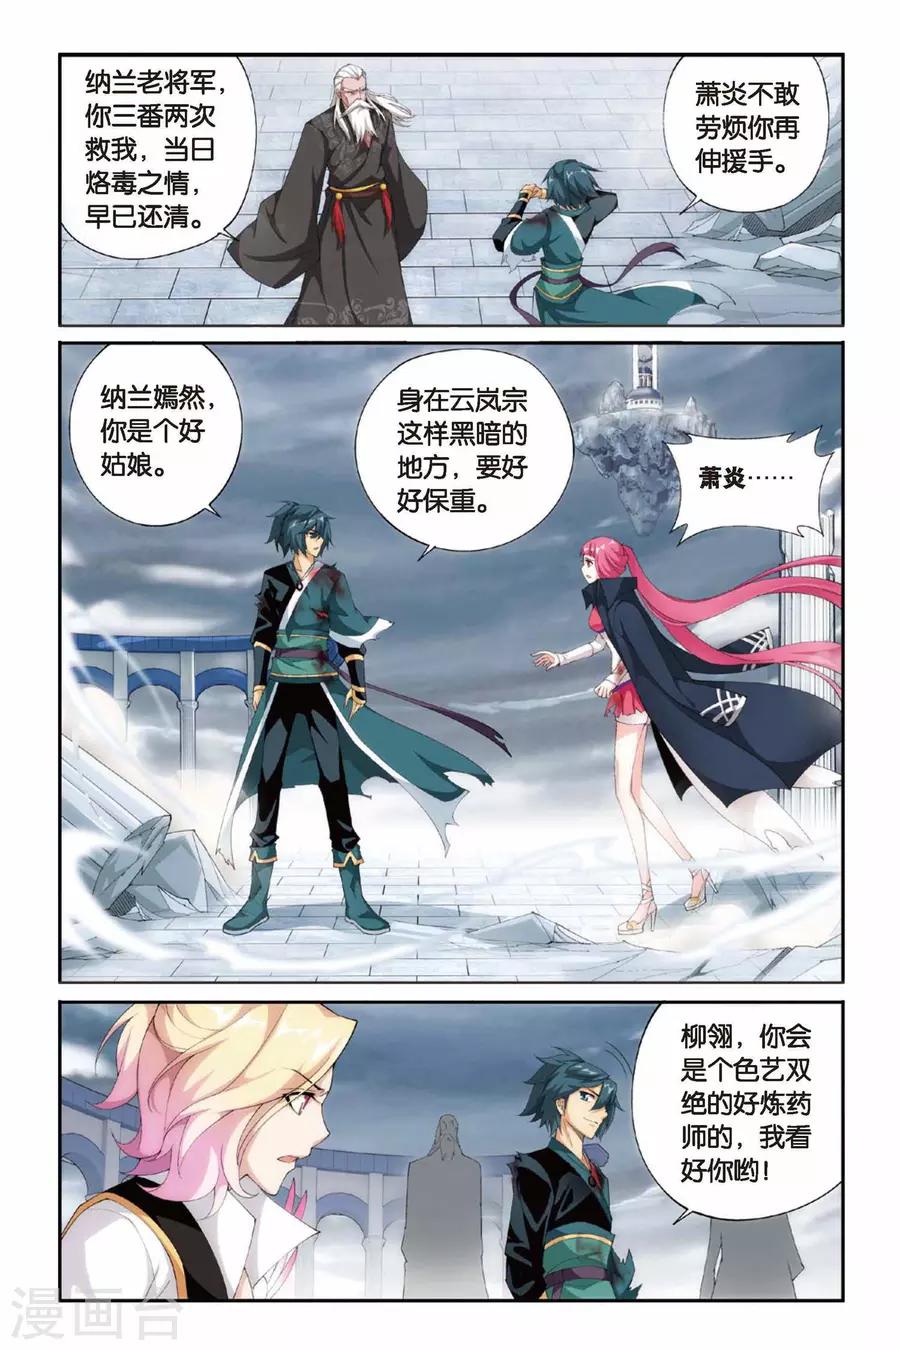 纳兰老将军，
你三番两次
救我，当日
烙毒之情，
早已还清。
萧炎不敢
劳烦你再
伸援手。
纳兰嫣然，
你是个好
姑娘。
身在云岚宗
这样黑暗的
地方，要好
好保重。
萧炎……
柳翎，你会
是个色艺双
绝的好炼药
师的，我看
好你哟！
漫画台